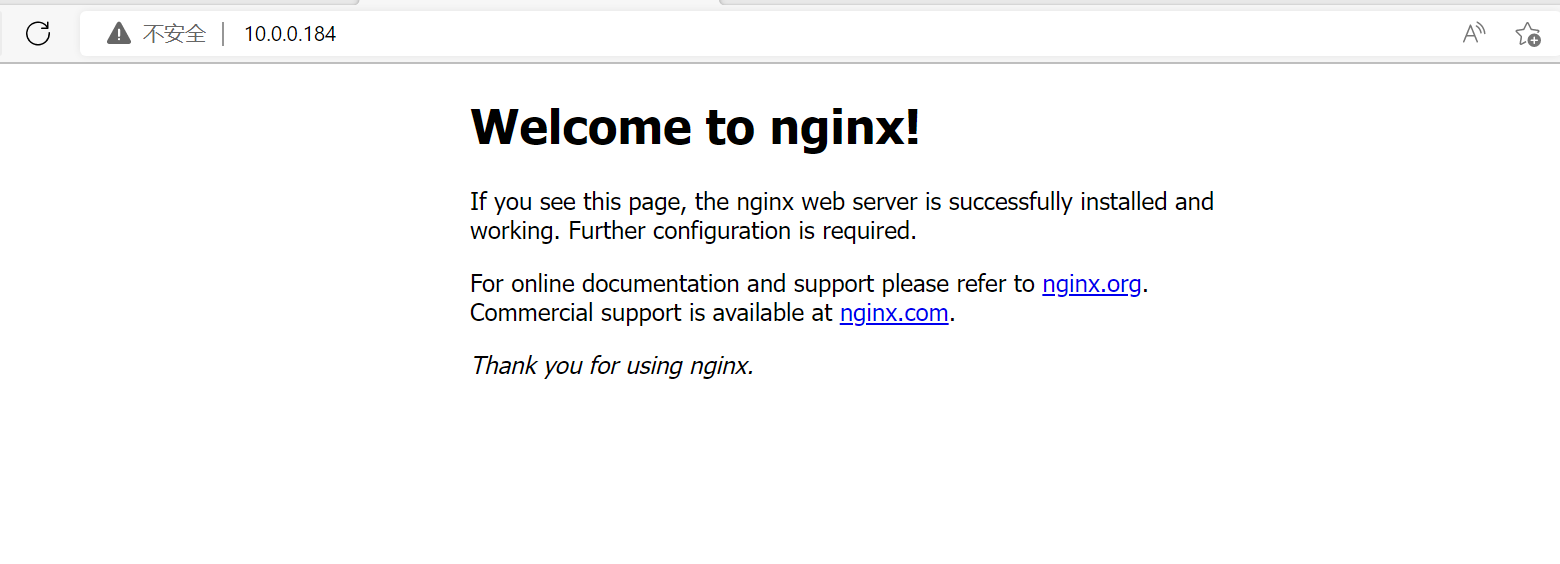 不安全 | 10.0.0.184
Welcome to nginx!
If you see this page, the nginx web server is successfully installed and
working. Further configuration is required.
For online documentation and support please refer to nginx.org.
Commercial support is available at nginx.com.
Thank you for using nginx.